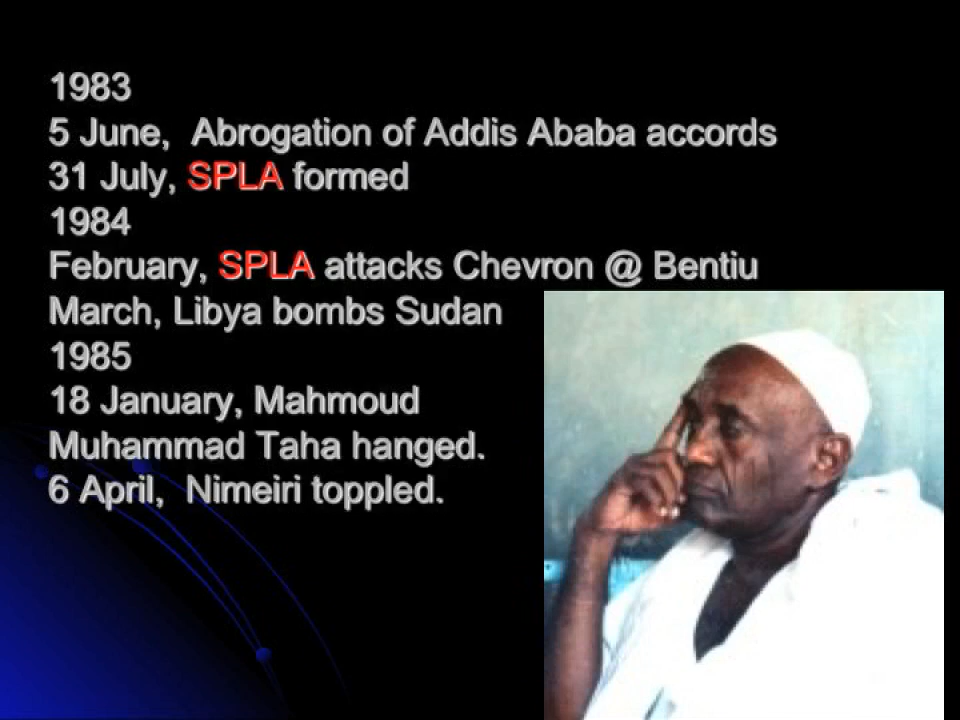 1983
5 June,  Abrogation of Addis Ababa accords
31 July, SPLA formed
1984
February, SPLA attacks Chevron @ Bentiu
March, Libya bombs Sudan
1985
18 January, Mahmoud
Muhammad Taha hanged.
6 April,  Nimeiri toppled.